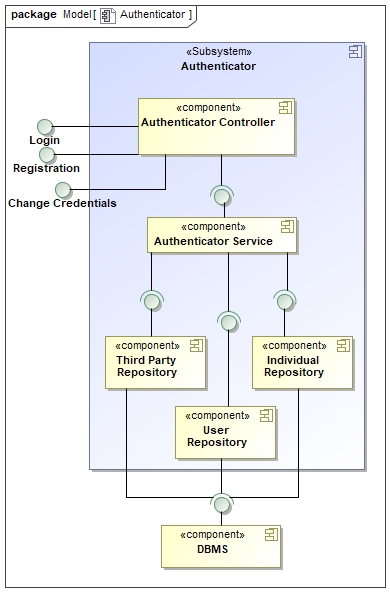 package Model [ Authenticator ]
«Subsystem»
Authenticator
«component»
Authenticator Controller
Login
Registration
Change Credentials
«component»
Authenticator Service
«component»
Third Party
Repository
«component»
Individual
Repository
«component»
User
Repository
«component»
DBMS